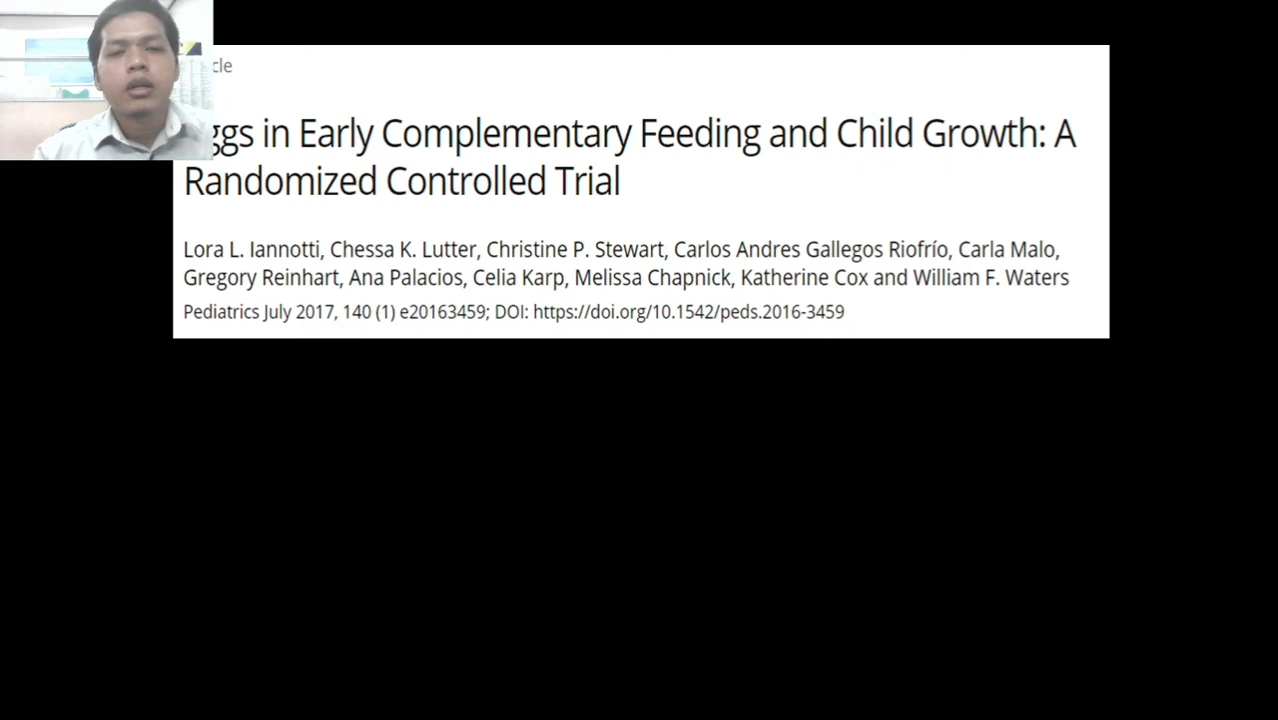 cle
ggs in Early Complementary Feeding and Child Growth: A
Randomized Controlled Trial
Lora L. Iannotti, Chessa K. Lutter, Christine P. Stewart, Carlos Andres Gallegos Riofrío, Carla Malo,
Gregory Reinhart, Ana Palacios, Celia Karp, Melissa Chapnick, Katherine Cox and William F. Waters
Pediatrics July 2017, 140 (1) e20163459; DOI: https://doi.org/10.1542/peds.2016-3459